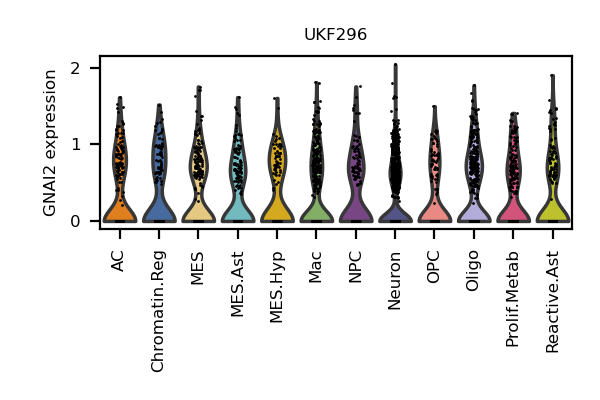 UKF296
GNAI2 expression
2
1
0
AC
Chromatin.Reg
MES
MES.Ast
MES.Hyp
Mac
NPC
Neuron
OPC
Oligo
Prolif.Metab
Reactive.Ast